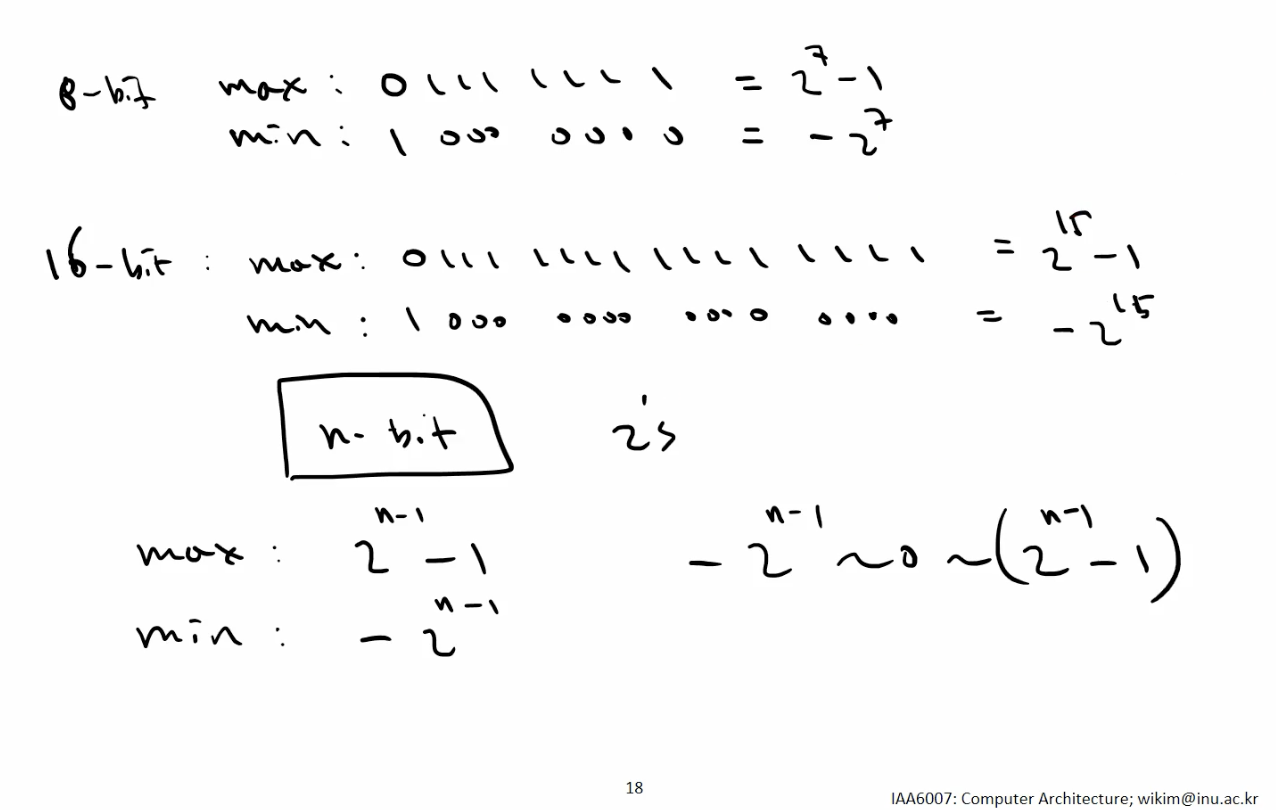 8-bit max : 0111 1111 = 2^7 - 1
min : 1000 0000 = -2^7
16-bit : max : 0111 1111 1111 1111 = 2^15 - 1
min : 1000 0000 0000 0000 = -2^15
n-bit 2's
max : 2^n-1 - 1 -2^n-1 ~ 0 ~ (2^n-1 - 1)
min : -2^n-1
18
IAA6007: Computer Architecture; wikim@inu.ac.kr